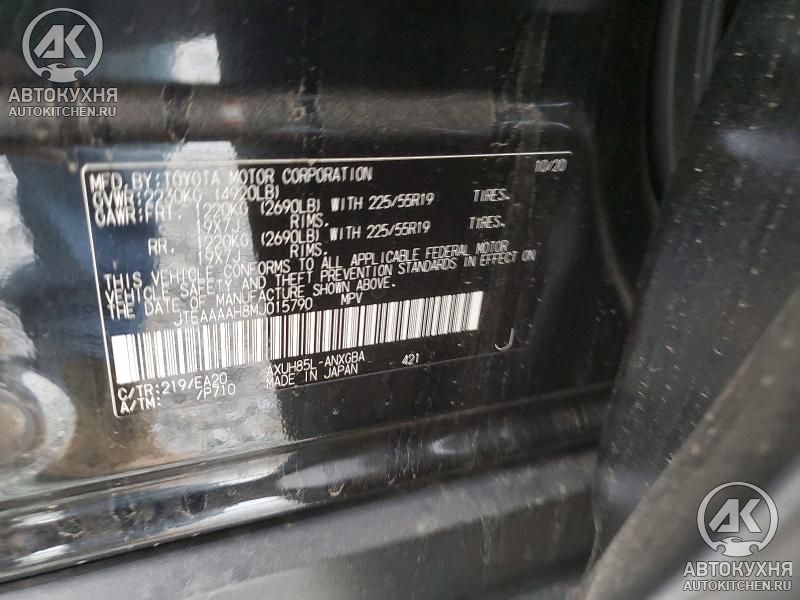 АК
АВТОКУХНЯ
AUTOKITCHEN.RU
MFD. BY: TOYOTA MOTOR CORPORATION 10/20
GVWR: 2230KG (4920LB)
GAWR: FRT. 1220KG (2690LB) WITH 225/55R19 TIRES.
19X7J RIMS.
RR. 1220KG (2690LB) WITH 225/55R19 TIRES.
19X7J RIMS.
THIS VEHICLE CONFORMS TO ALL APPLICABLE FEDERAL MOTOR
VEHICLE SAFETY AND THEFT PREVENTION STANDARDS IN EFFECT ON
THE DATE OF MANUFACTURE SHOWN ABOVE.
JTEAAAAH8MJ015790 MPV
C/TR: 219/EA20 AXUH85L-ANXGBA 421 J
A/TM: /P710 MADE IN JAPAN
АК
АВТОКУХНЯ
AUTOKITCHEN.RU